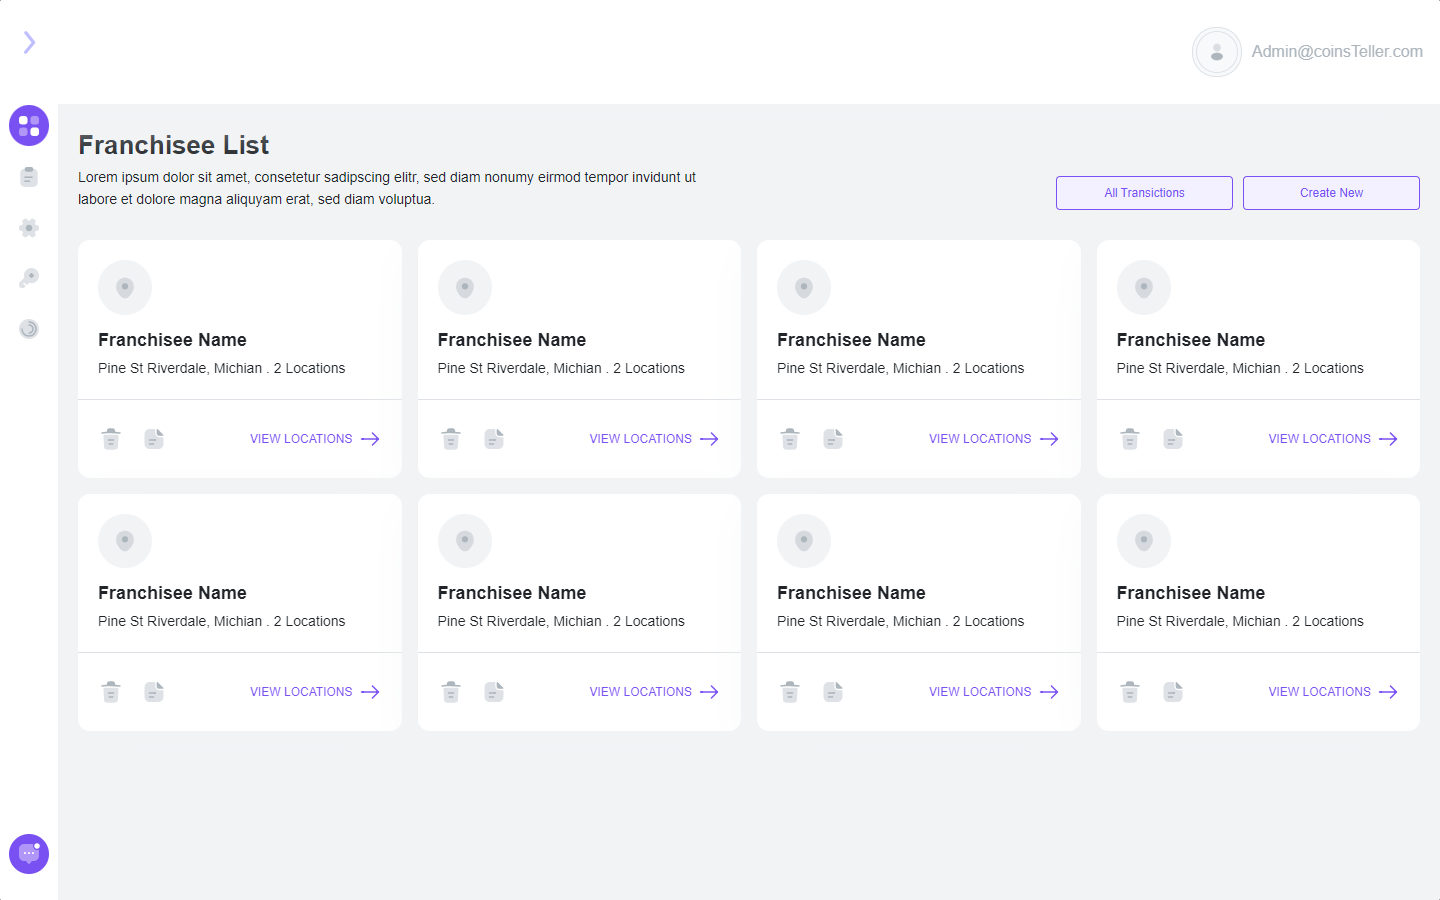 Admin@coinsTeller.com
Franchisee List
Lorem ipsum dolor sit amet, consetetur sadipscing elitr, sed diam nonumy eirmod tempor invidunt ut
labore et dolore magna aliquyam erat, sed diam voluptua.
All Transictions
Create New
Franchisee Name
Pine St Riverdale, Michian . 2 Locations
VIEW LOCATIONS
Franchisee Name
Pine St Riverdale, Michian . 2 Locations
VIEW LOCATIONS
Franchisee Name
Pine St Riverdale, Michian . 2 Locations
VIEW LOCATIONS
Franchisee Name
Pine St Riverdale, Michian . 2 Locations
VIEW LOCATIONS
Franchisee Name
Pine St Riverdale, Michian . 2 Locations
VIEW LOCATIONS
Franchisee Name
Pine St Riverdale, Michian . 2 Locations
VIEW LOCATIONS
Franchisee Name
Pine St Riverdale, Michian . 2 Locations
VIEW LOCATIONS
Franchisee Name
Pine St Riverdale, Michian . 2 Locations
VIEW LOCATIONS